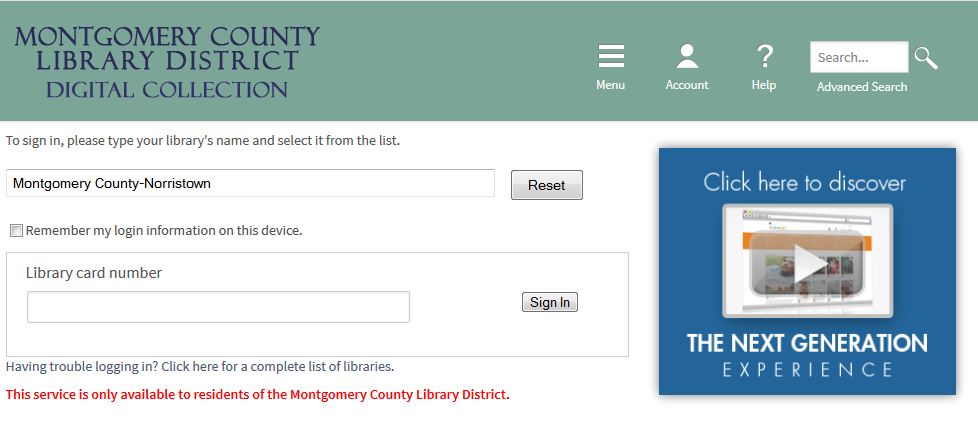 MONTGOMERY COUNTY
LIBRARY DISTRICT
DIGITAL COLLECTION
Menu
Account
?
Help
Search...
Advanced Search
To sign in, please type your library's name and select it from the list.
Montgomery County-Norristown
Reset
Remember my login information on this device.
Library card number
Sign In
Having trouble logging in? Click here for a complete list of libraries.
This service is only available to residents of the Montgomery County Library District.
Click here to discover
THE NEXT GENERATION
EXPERIENCE